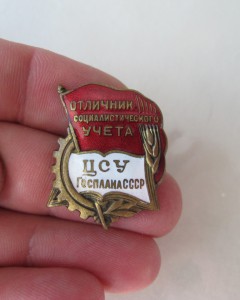 ОТЛИЧНИК
СОЦИАЛИСТИЧЕСКОГО
УЧЕТА
ЦСУ
ГОСПЛАНА СССР